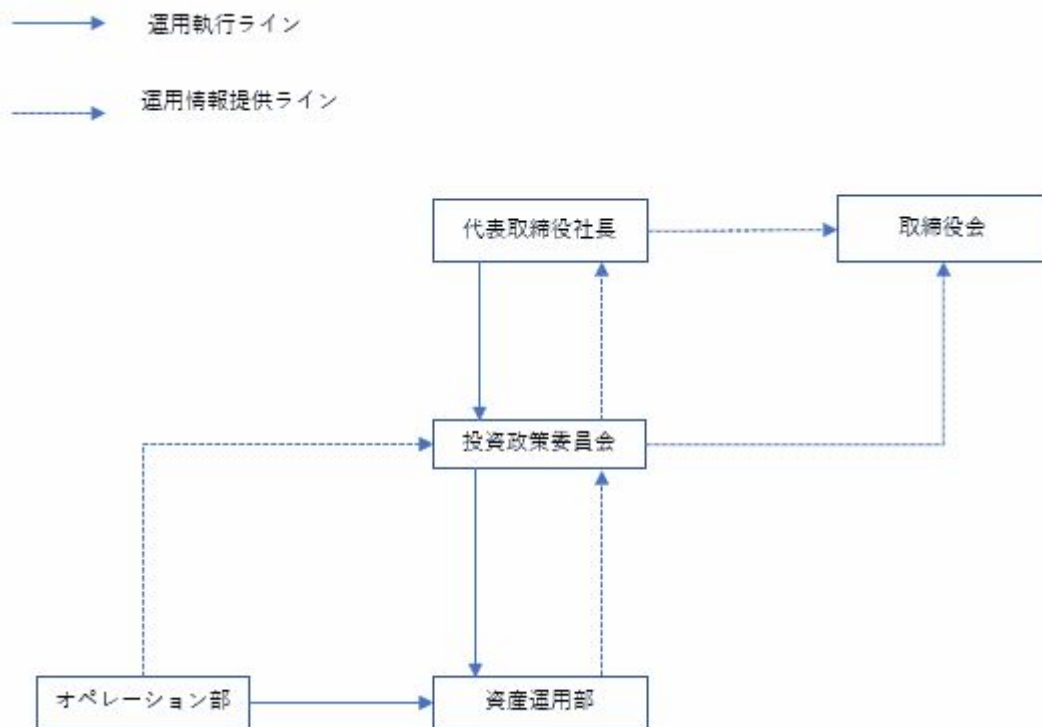 運用執行ライン
運用情報提供ライン
代表取締役社長
取締役会
投資政策委員会
オペレーション部
資産運用部